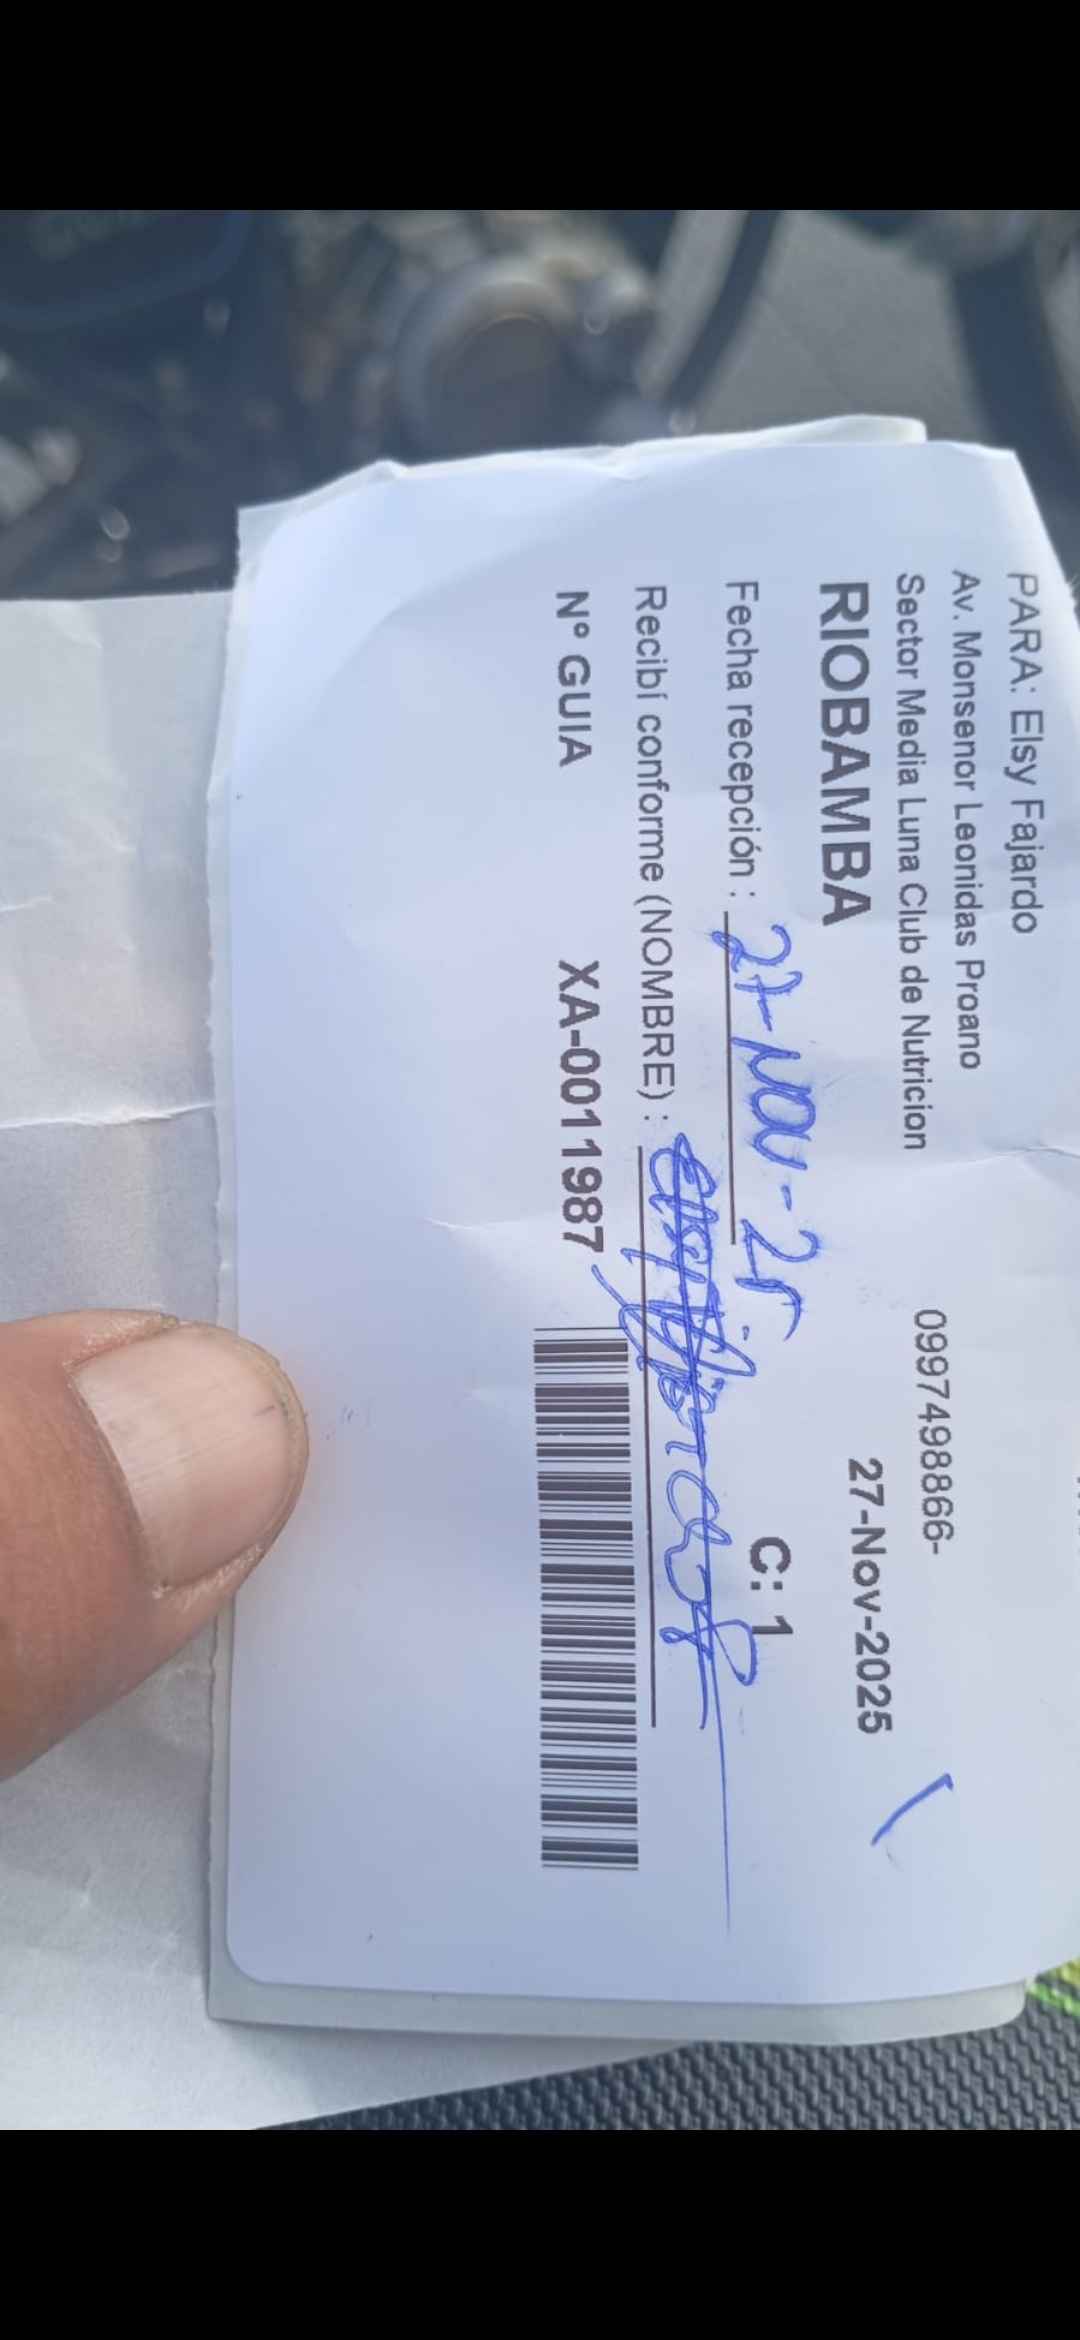 PARA: Elsy Fajardo
Av. Monsenor Leonidas Proano
Sector Media Luna Club de Nutricion
0997498866-
RIOBAMBA
27-Nov-2025
Fecha recepción : 27-NOV-25
C: 1
Recibí conforme (NOMBRE) :
Nº GUIA XA-0011987